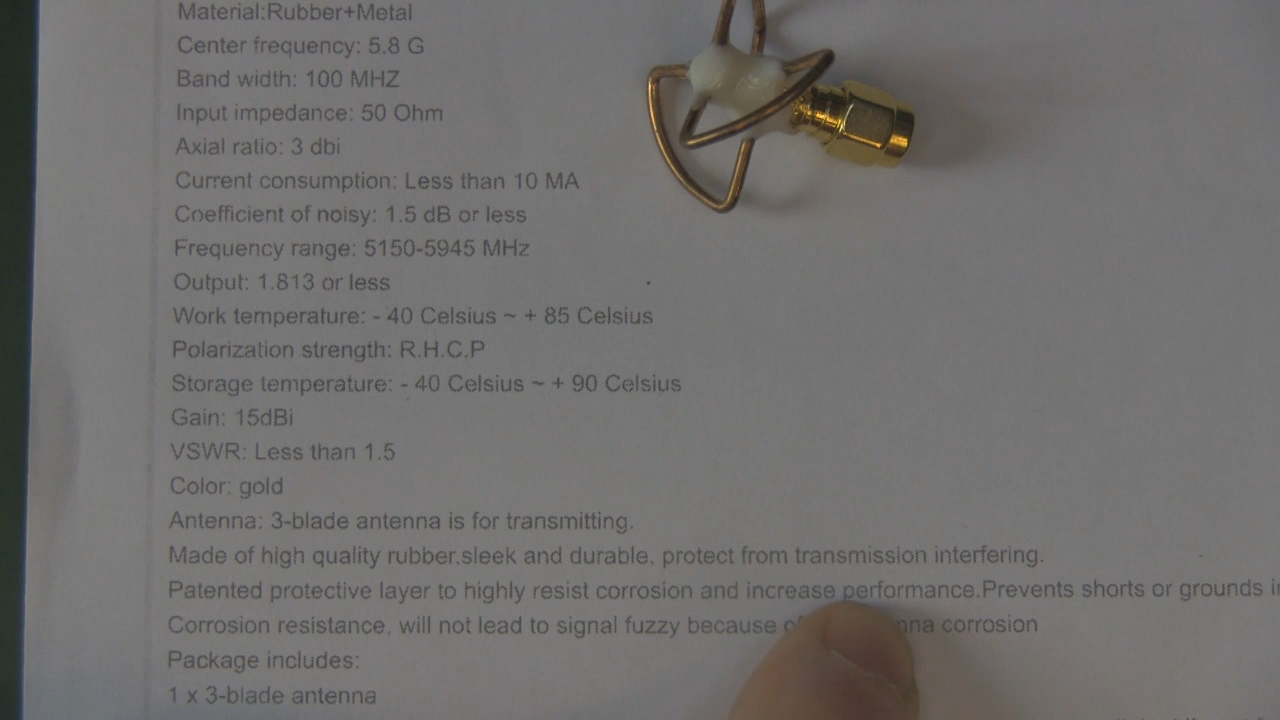 Material:Rubber+Metal
Center frequency: 5.8 G
Band width: 100 MHZ
Input impedance: 50 Ohm
Axial ratio: 3 dbi
Current consumption: Less than 10 MA
Coefficient of noisy: 1.5 dB or less
Frequency range: 5150-5945 MHz
Output: 1.813 or less
Work temperature: - 40 Celsius ~ + 85 Celsius
Polarization strength: R.H.C.P
Storage temperature: - 40 Celsius ~ + 90 Celsius
Gain: 15dBi
VSWR: Less than 1.5
Color: gold
Antenna: 3-blade antenna is for transmitting.
Made of high quality rubber,sleek and durable, protect from transmission interfering.
Patented protective layer to highly resist corrosion and increase performance.Prevents shorts or grounds
Corrosion resistance, will not lead to signal fuzzy because corrosion
Package includes:
1 x 3-blade antenna